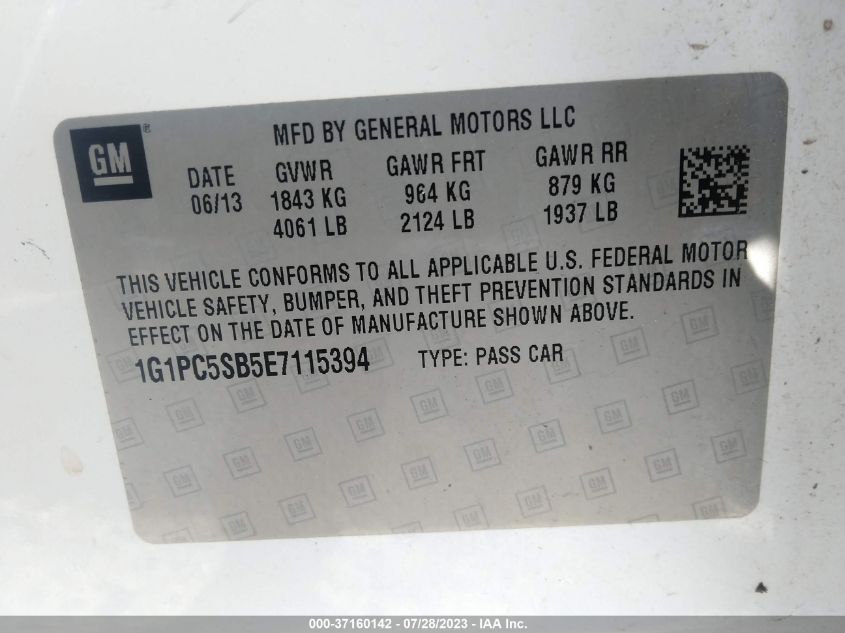 GM®
MFD BY GENERAL MOTORS LLC
DATE GVWR GAWR FRT GAWR RR
06/13 1843 KG 964 KG 879 KG
4061 LB 2124 LB 1937 LB
THIS VEHICLE CONFORMS TO ALL APPLICABLE U.S. FEDERAL MOTOR
VEHICLE SAFETY, BUMPER, AND THEFT PREVENTION STANDARDS IN
EFFECT ON THE DATE OF MANUFACTURE SHOWN ABOVE.
1G1PC5SB5E7115394 TYPE: PASS CAR
000-37160142 - 07/28/2023 - IAA Inc.